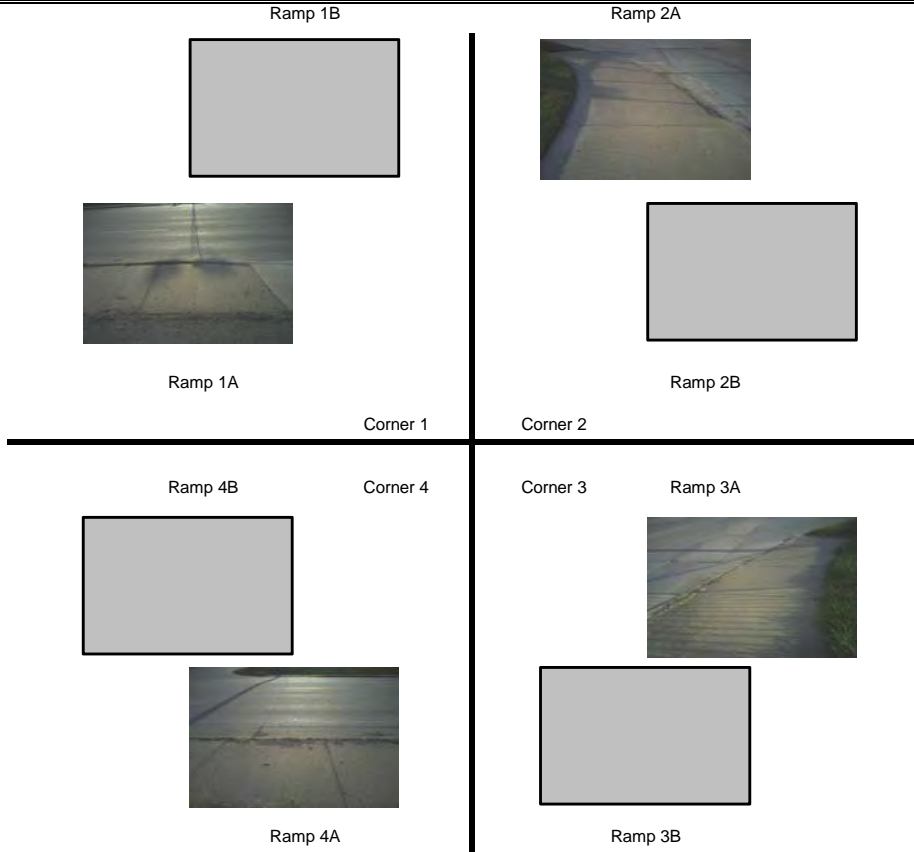 Ramp 1B
Ramp 2A
Ramp 1A
Ramp 2B
Corner 1
Corner 2
Ramp 4B
Corner 4
Corner 3
Ramp 3A
Ramp 4A
Ramp 3B